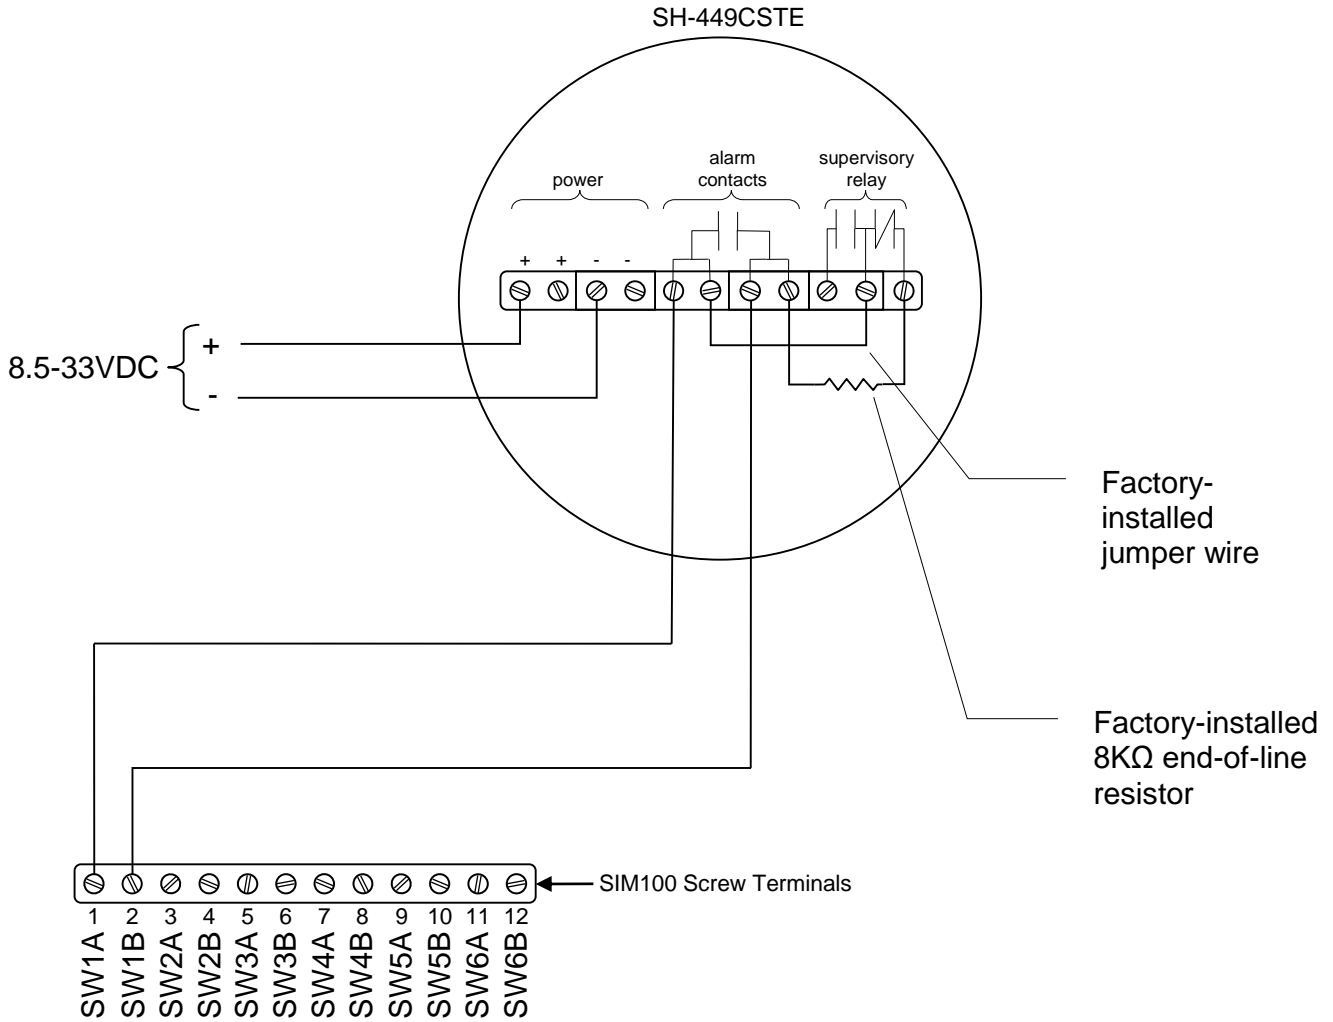 SH-449CSTE
alarm
contacts
supervisory
relay
power
+ + - -
8.5-33VDC
+
-
Factory-
installed
jumper wire
Factory-installed
8KΩ end-of-line
resistor
SIM100 Screw Terminals
1 2 3 4 5 6 7 8 9 10 11 12
SW1A
SW1B
SW2A
SW2B
SW3A
SW3B
SW4A
SW4B
SW5A
SW5B
SW6A
SW6B